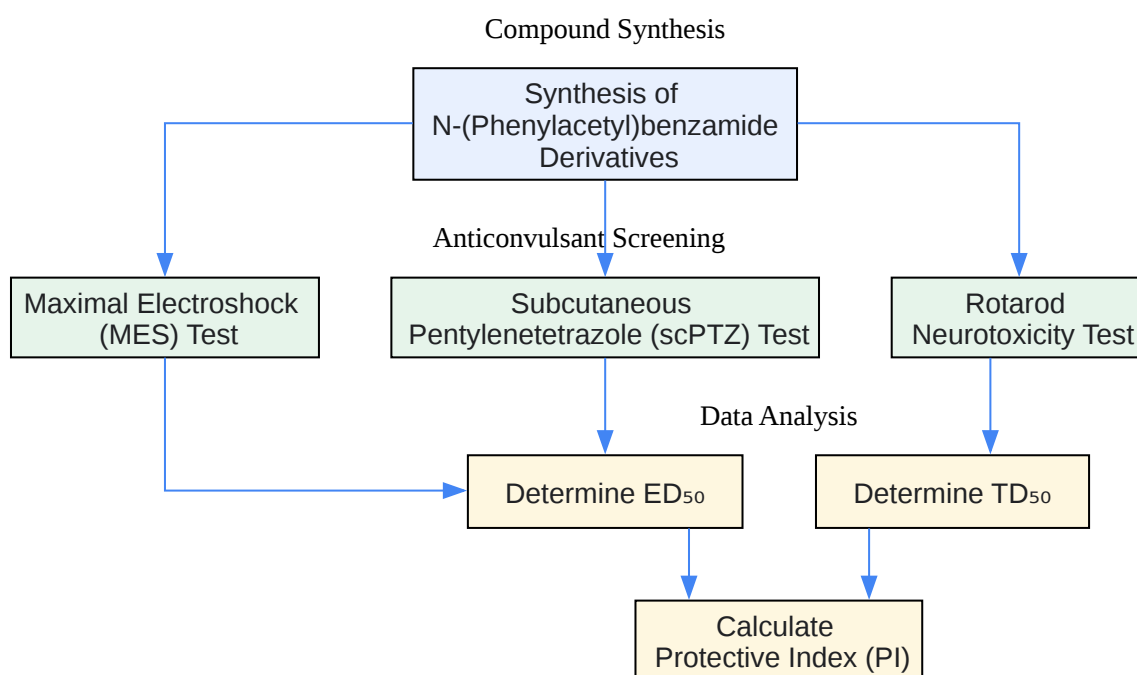 Compound Synthesis
Synthesis of
N-(Phenylacetyl)benzamide
Derivatives
Anticonvulsant Screening
Maximal Electroshock
(MES) Test
Subcutaneous
Pentylenetetrazole (scPTZ) Test
Rotarod
Neurotoxicity Test
Data Analysis
Determine ED₅₀
Determine TD₅₀
Calculate
Protective Index (PI)